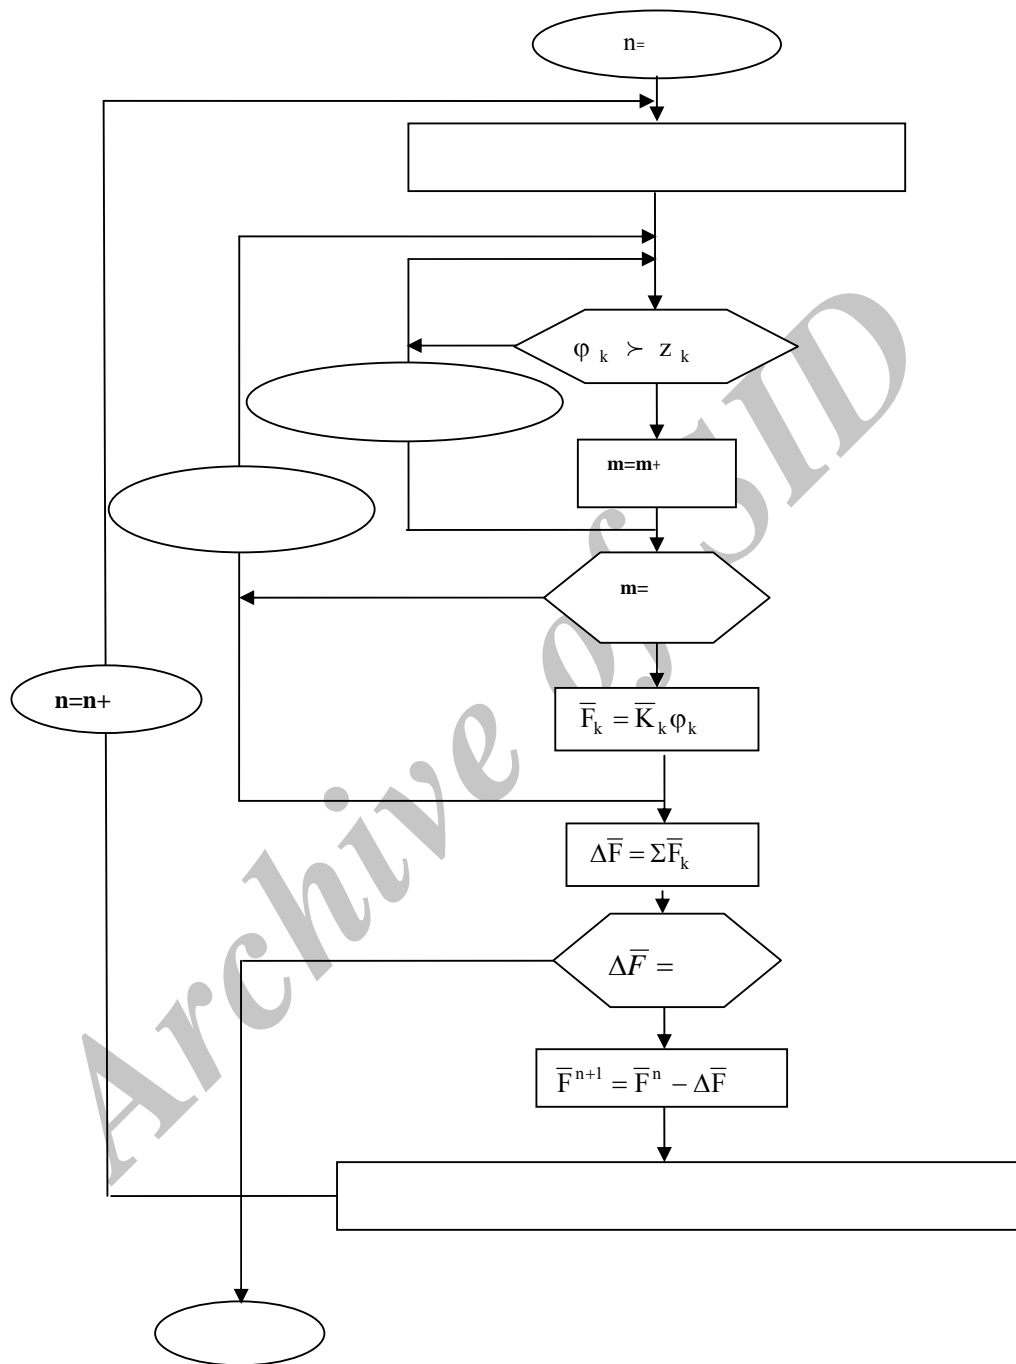 n=
φ k ≻ z k
m=m+
m=
n=n+
F̅k = K̅k φk
ΔF̅ = ΣF̅k
ΔF̅ =
F̅ⁿ⁺¹ = F̅ⁿ − ΔF̅
Archive of SID